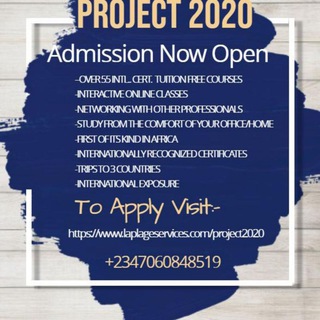 PROJECT 2020
Admission Now Open
-OVER 55 INTL. CERT. TUITION FREE COURSES
-INTERACTIVE ONLINE CLASSES
-NETWORKING WITH OTHER PROFESSIONALS
-STUDY FROM THE COMFORT OF YOUR OFFICE/HOME
-FIRST OF ITS KIND IN AFRICA
-INTERNATIONALLY RECOGNIZED CERTIFICATES
-TRIPS TO 3 COUNTRIES
-INTERNATIONAL EXPOSURE
To Apply Visit:-
https://www.laplageservices.com/project2020
+2347060848519